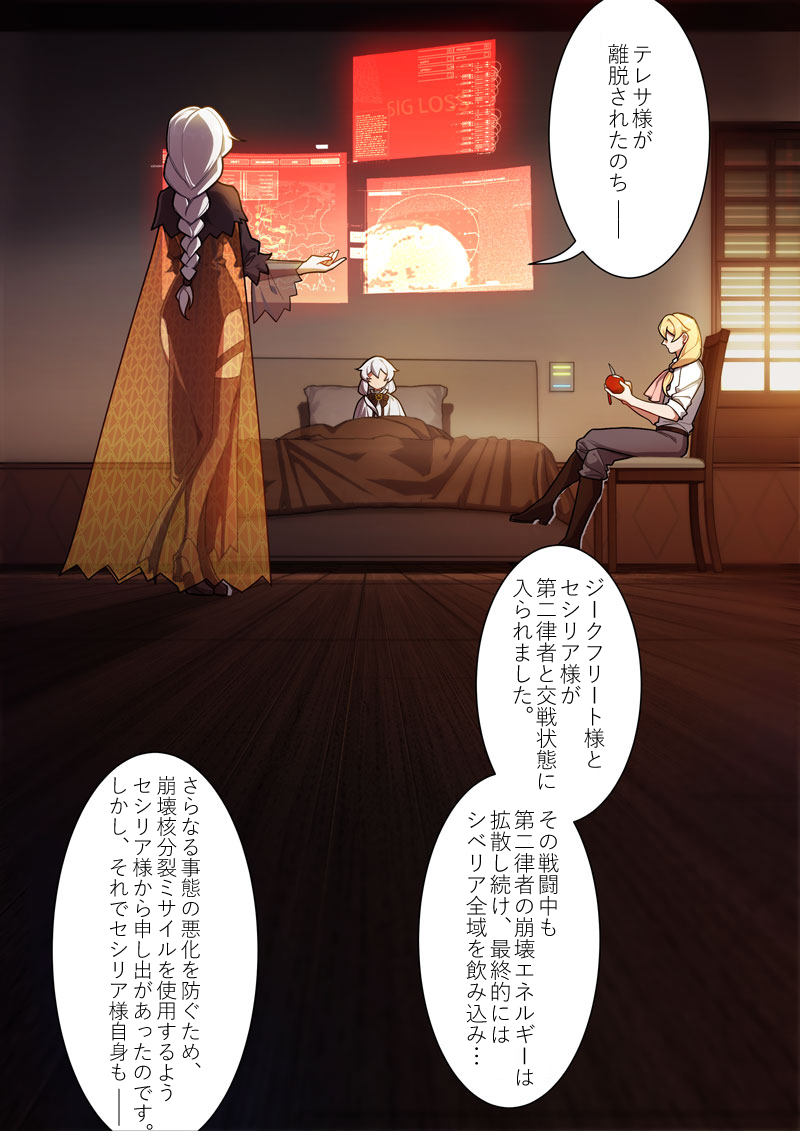 テレサ様が
離脱されたのち──
SIG LOSS
ジークフリート様と
セシリア様が
第二律者と交戦状態に
入られました。
その戦闘中も
第二律者の崩壊エネルギーは
拡散し続け、最終的には
シベリア全域を飲み込み…
さらなる事態の悪化を防ぐため、
崩壊核分裂ミサイルを使用するよう
セシリア様から申し出があったのです。
しかし、それでセシリア様自身も──